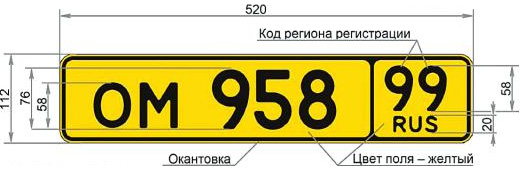 520
Код региона регистрации
112
76
58
ОМ 958
99
RUS
58
20
Окантовка
Цвет поля – желтый